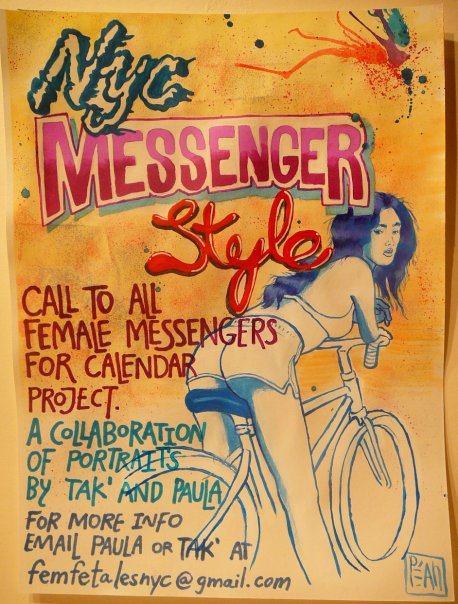 Nyc
MESSENGER
Style
CALL TO ALL
FEMALE MESSENGERS
FOR CALENDAR
PROJECT.
A COLLABORATION
OF PORTRAITS
BY TAK' AND PAULA
FOR MORE INFO
EMAIL PAULA OR TAK' AT
femfetalesnyc@gmail.com